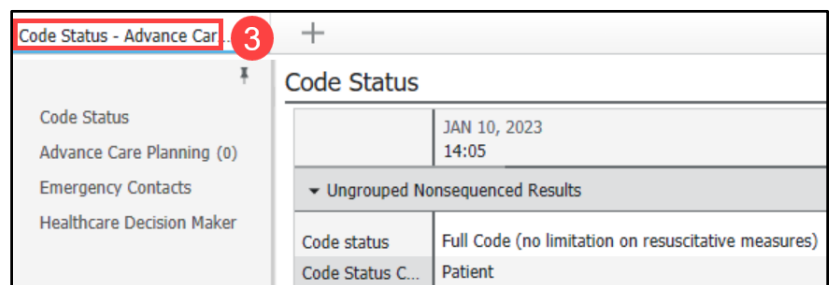 Code Status - Advance Car... 3
Code Status
Code Status
Advance Care Planning (0)
Emergency Contacts
Healthcare Decision Maker
JAN 10, 2023
14:05
Ungrouped Nonsequenced Results
Code status Full Code (no limitation on resuscitative measures)
Code Status C... Patient